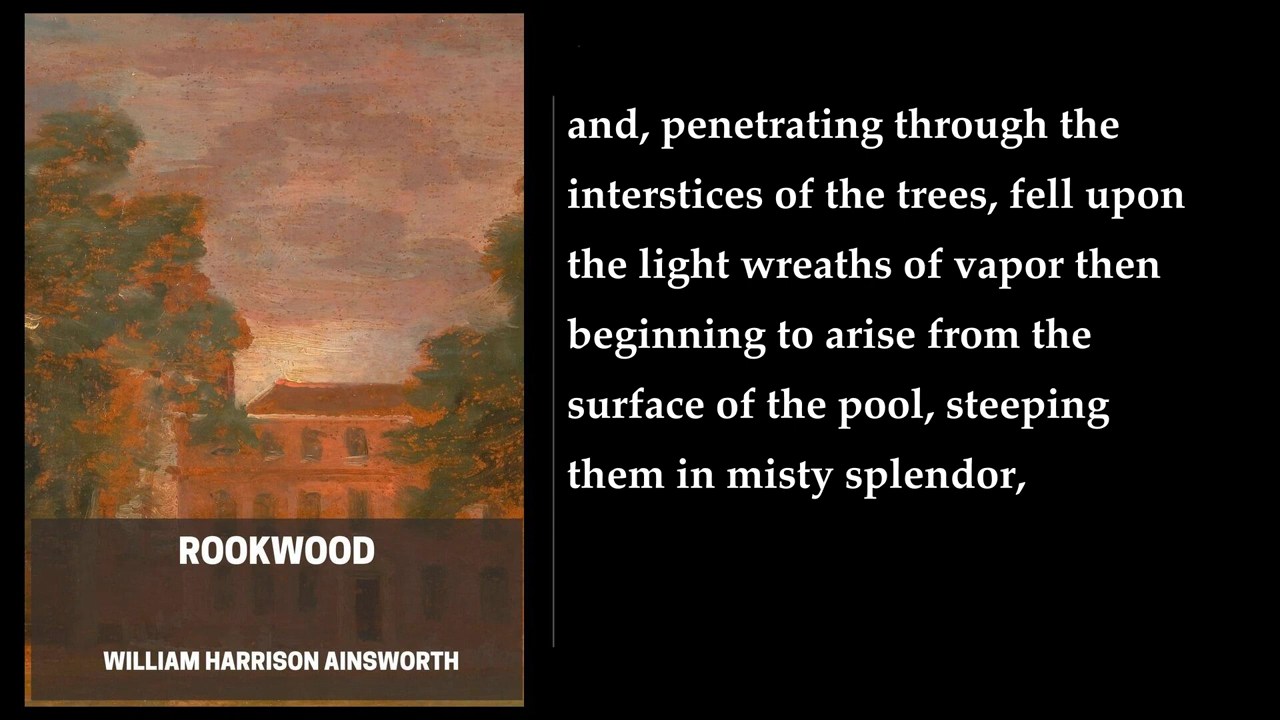 ROOKWOOD
WILLIAM HARRISON AINSWORTH
and, penetrating through the
interstices of the trees, fell upon
the light wreaths of vapor then
beginning to arise from the
surface of the pool, steeping
them in misty splendor,